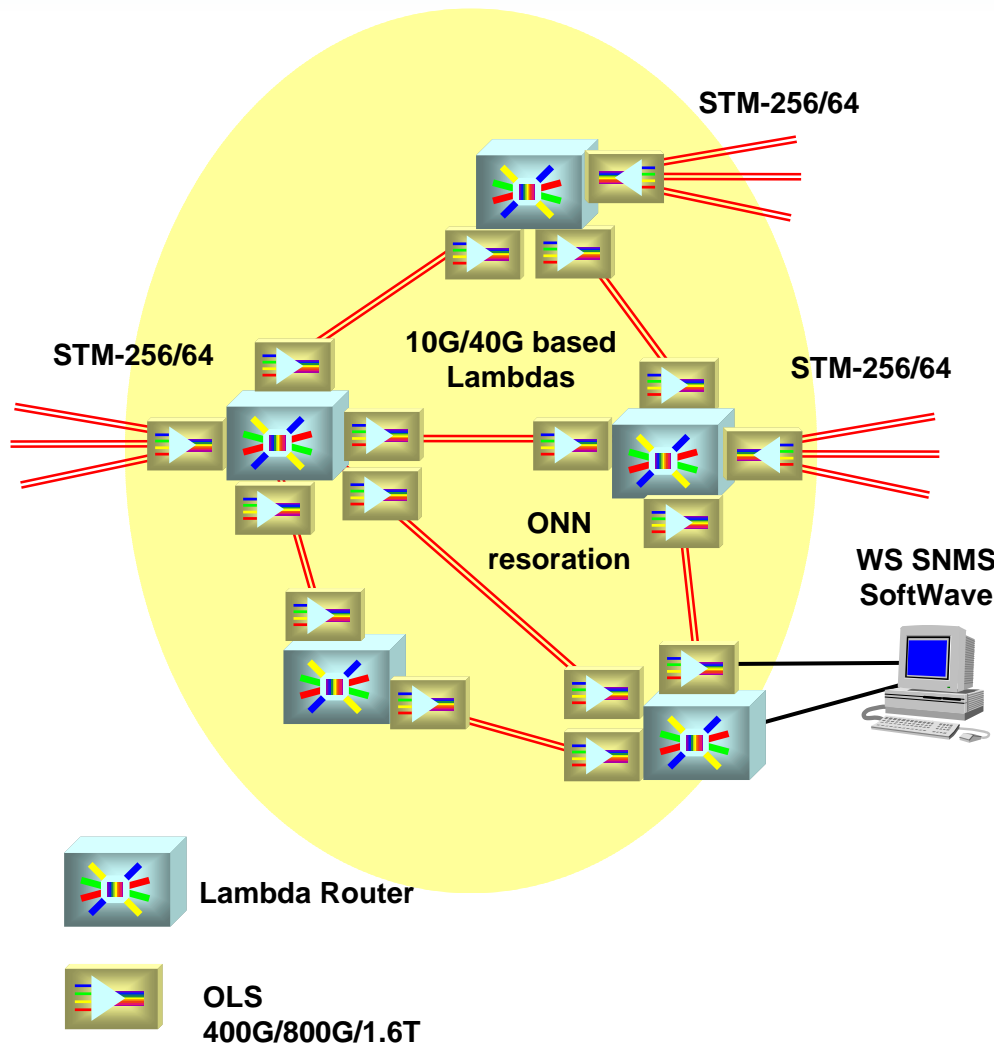 STM-256/64
STM-256/64
10G/40G based
Lambdas
STM-256/64
ONN
resoration
WS SNMS
SoftWave
Lambda Router
OLS
400G/800G/1.6T